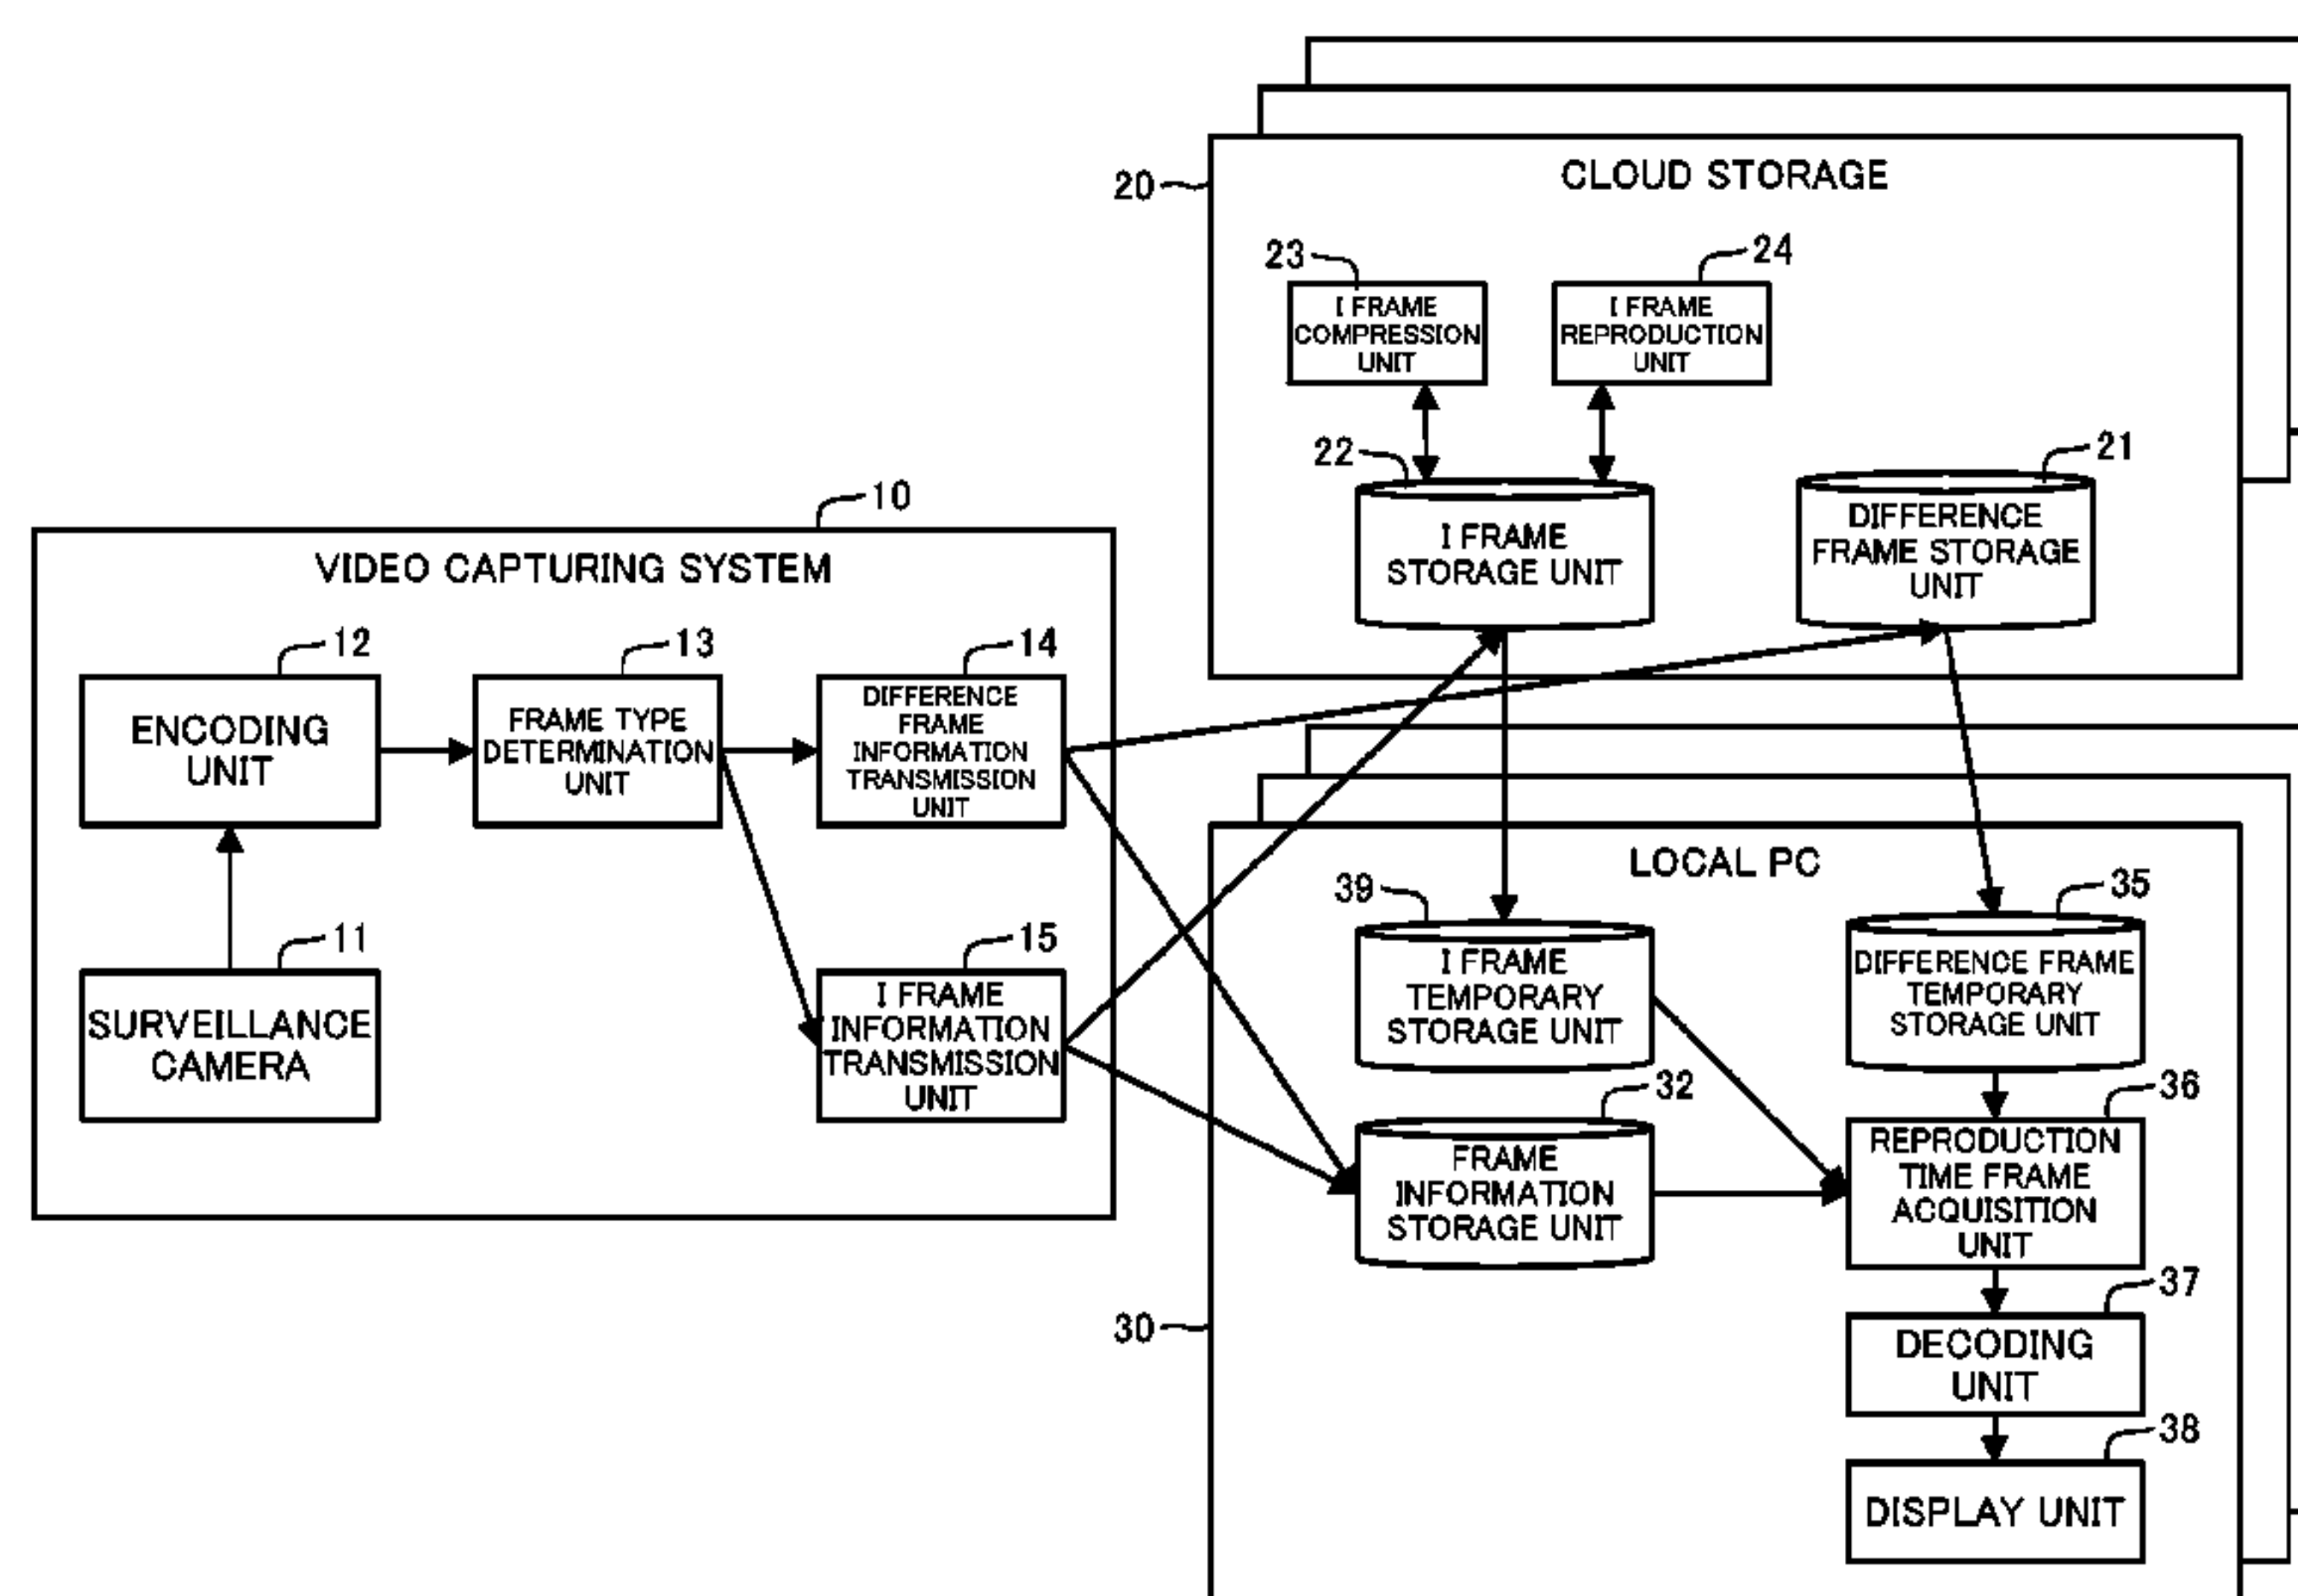 20
CLOUD STORAGE
23
I FRAME
COMPRESSION
UNIT
24
I FRAME
REPRODUCTION
UNIT
22
I FRAME
STORAGE UNIT
21
DIFFERENCE
FRAME STORAGE
UNIT
10
VIDEO CAPTURING SYSTEM
12
ENCODING
UNIT
13
FRAME TYPE
DETERMINATION
UNIT
14
DIFFERENCE
FRAME
INFORMATION
TRANSMISSION
UNIT
11
SURVEILLANCE
CAMERA
15
I FRAME
INFORMATION
TRANSMISSION
UNIT
30
LOCAL PC
39
I FRAME
TEMPORARY
STORAGE UNIT
35
DIFFERENCE FRAME
TEMPORARY
STORAGE UNIT
32
FRAME
INFORMATION
STORAGE UNIT
36
REPRODUCTION
TIME FRAME
ACQUISITION
UNIT
37
DECODING
UNIT
38
DISPLAY UNIT